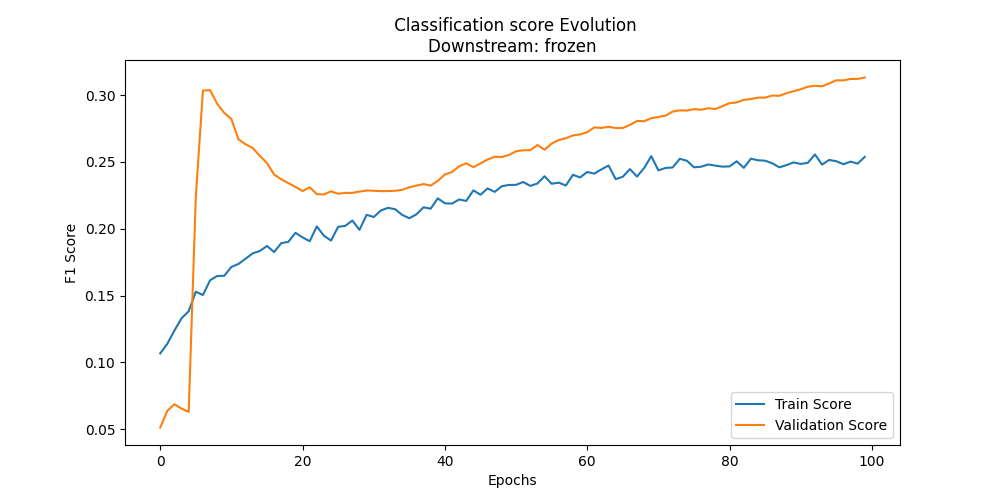 Classification score Evolution
Downstream: frozen
F1 Score
0.30
0.25
0.20
0.15
0.10
0.05
0
20
40
60
80
100
Epochs
Train Score
Validation Score